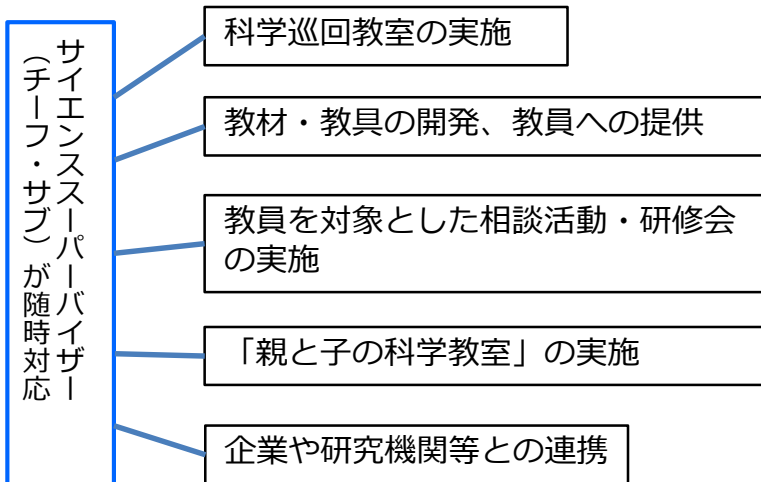 サイエンススーパーバイザー
（チーフ・サブ）が随時対応
科学巡回教室の実施
教材・教具の開発、教員への提供
教員を対象とした相談活動・研修会
の実施
「親と子の科学教室」の実施
企業や研究機関等との連携